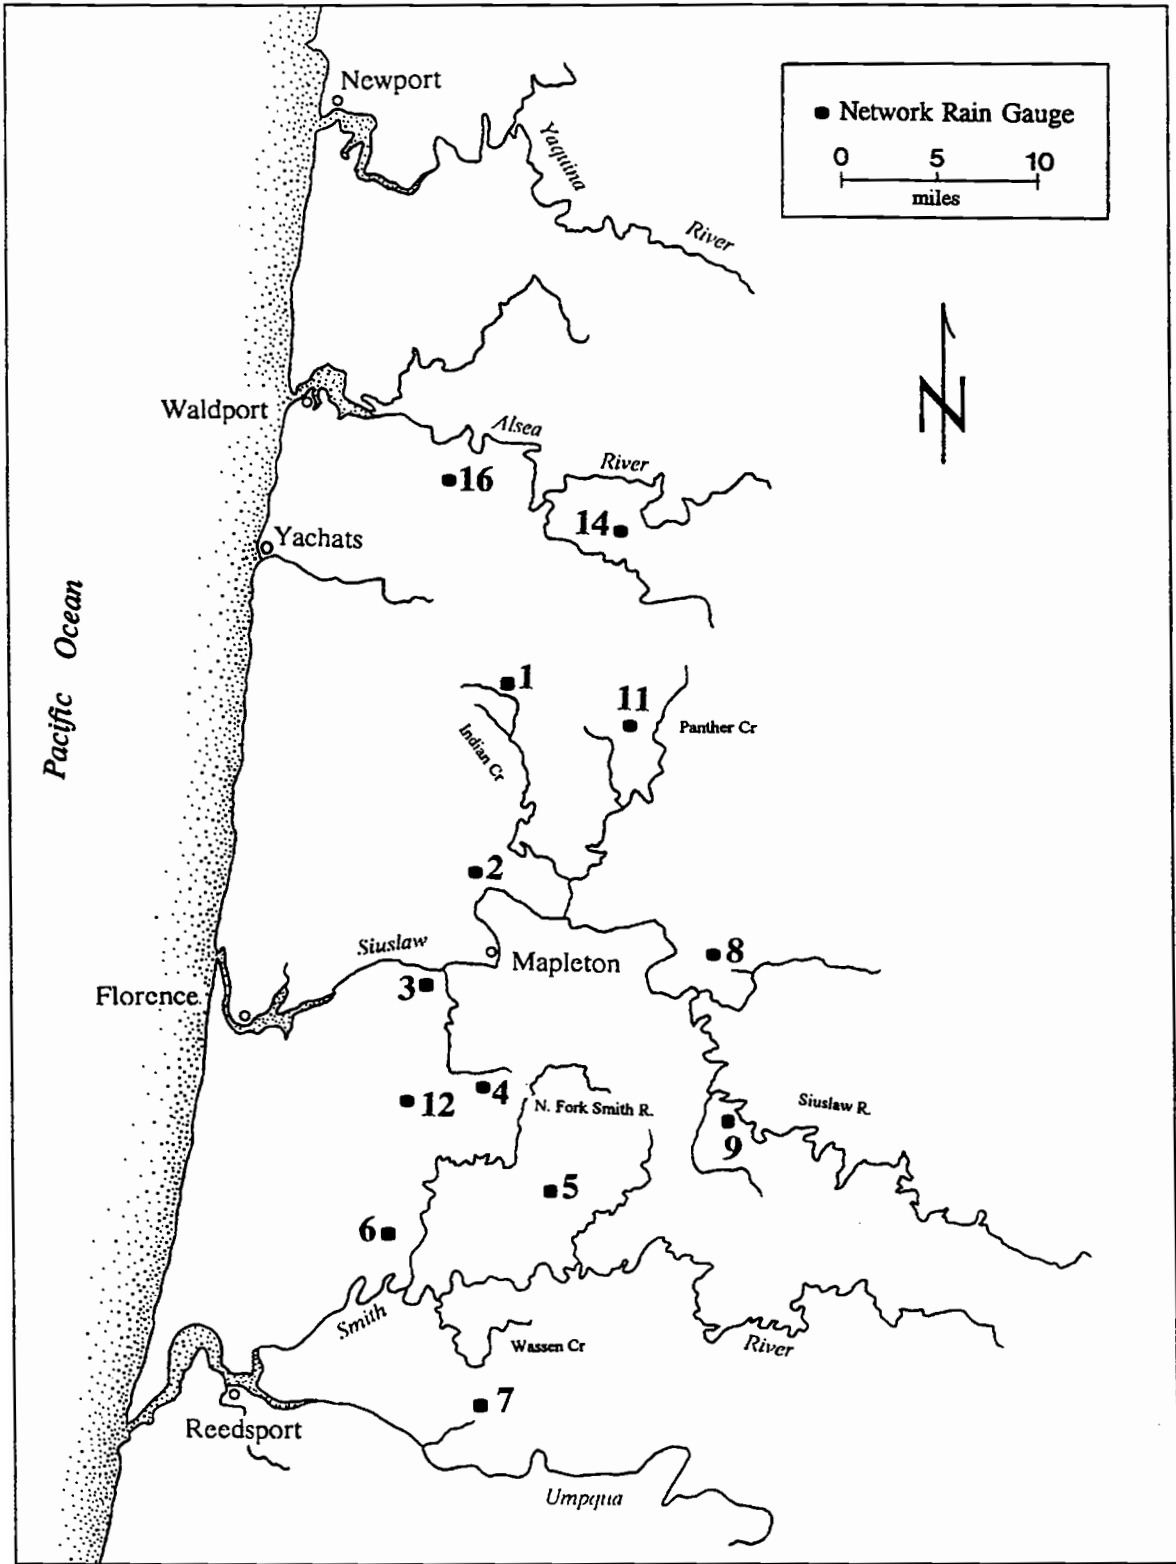 Newport
Network Rain Gauge
0 5 10
miles
Yaquina
River
N
Waldport
Alsea
River
16
14
Yachats
Pacific Ocean
1
11
Panther Cr
Indian Cr
2
Siuslaw
Mapleton
8
3
Florence
4
12
N. Fork Smith R.
Siuslaw R.
9
5
6
Smith
Wassen Cr
River
7
Reedsport
Umpqua